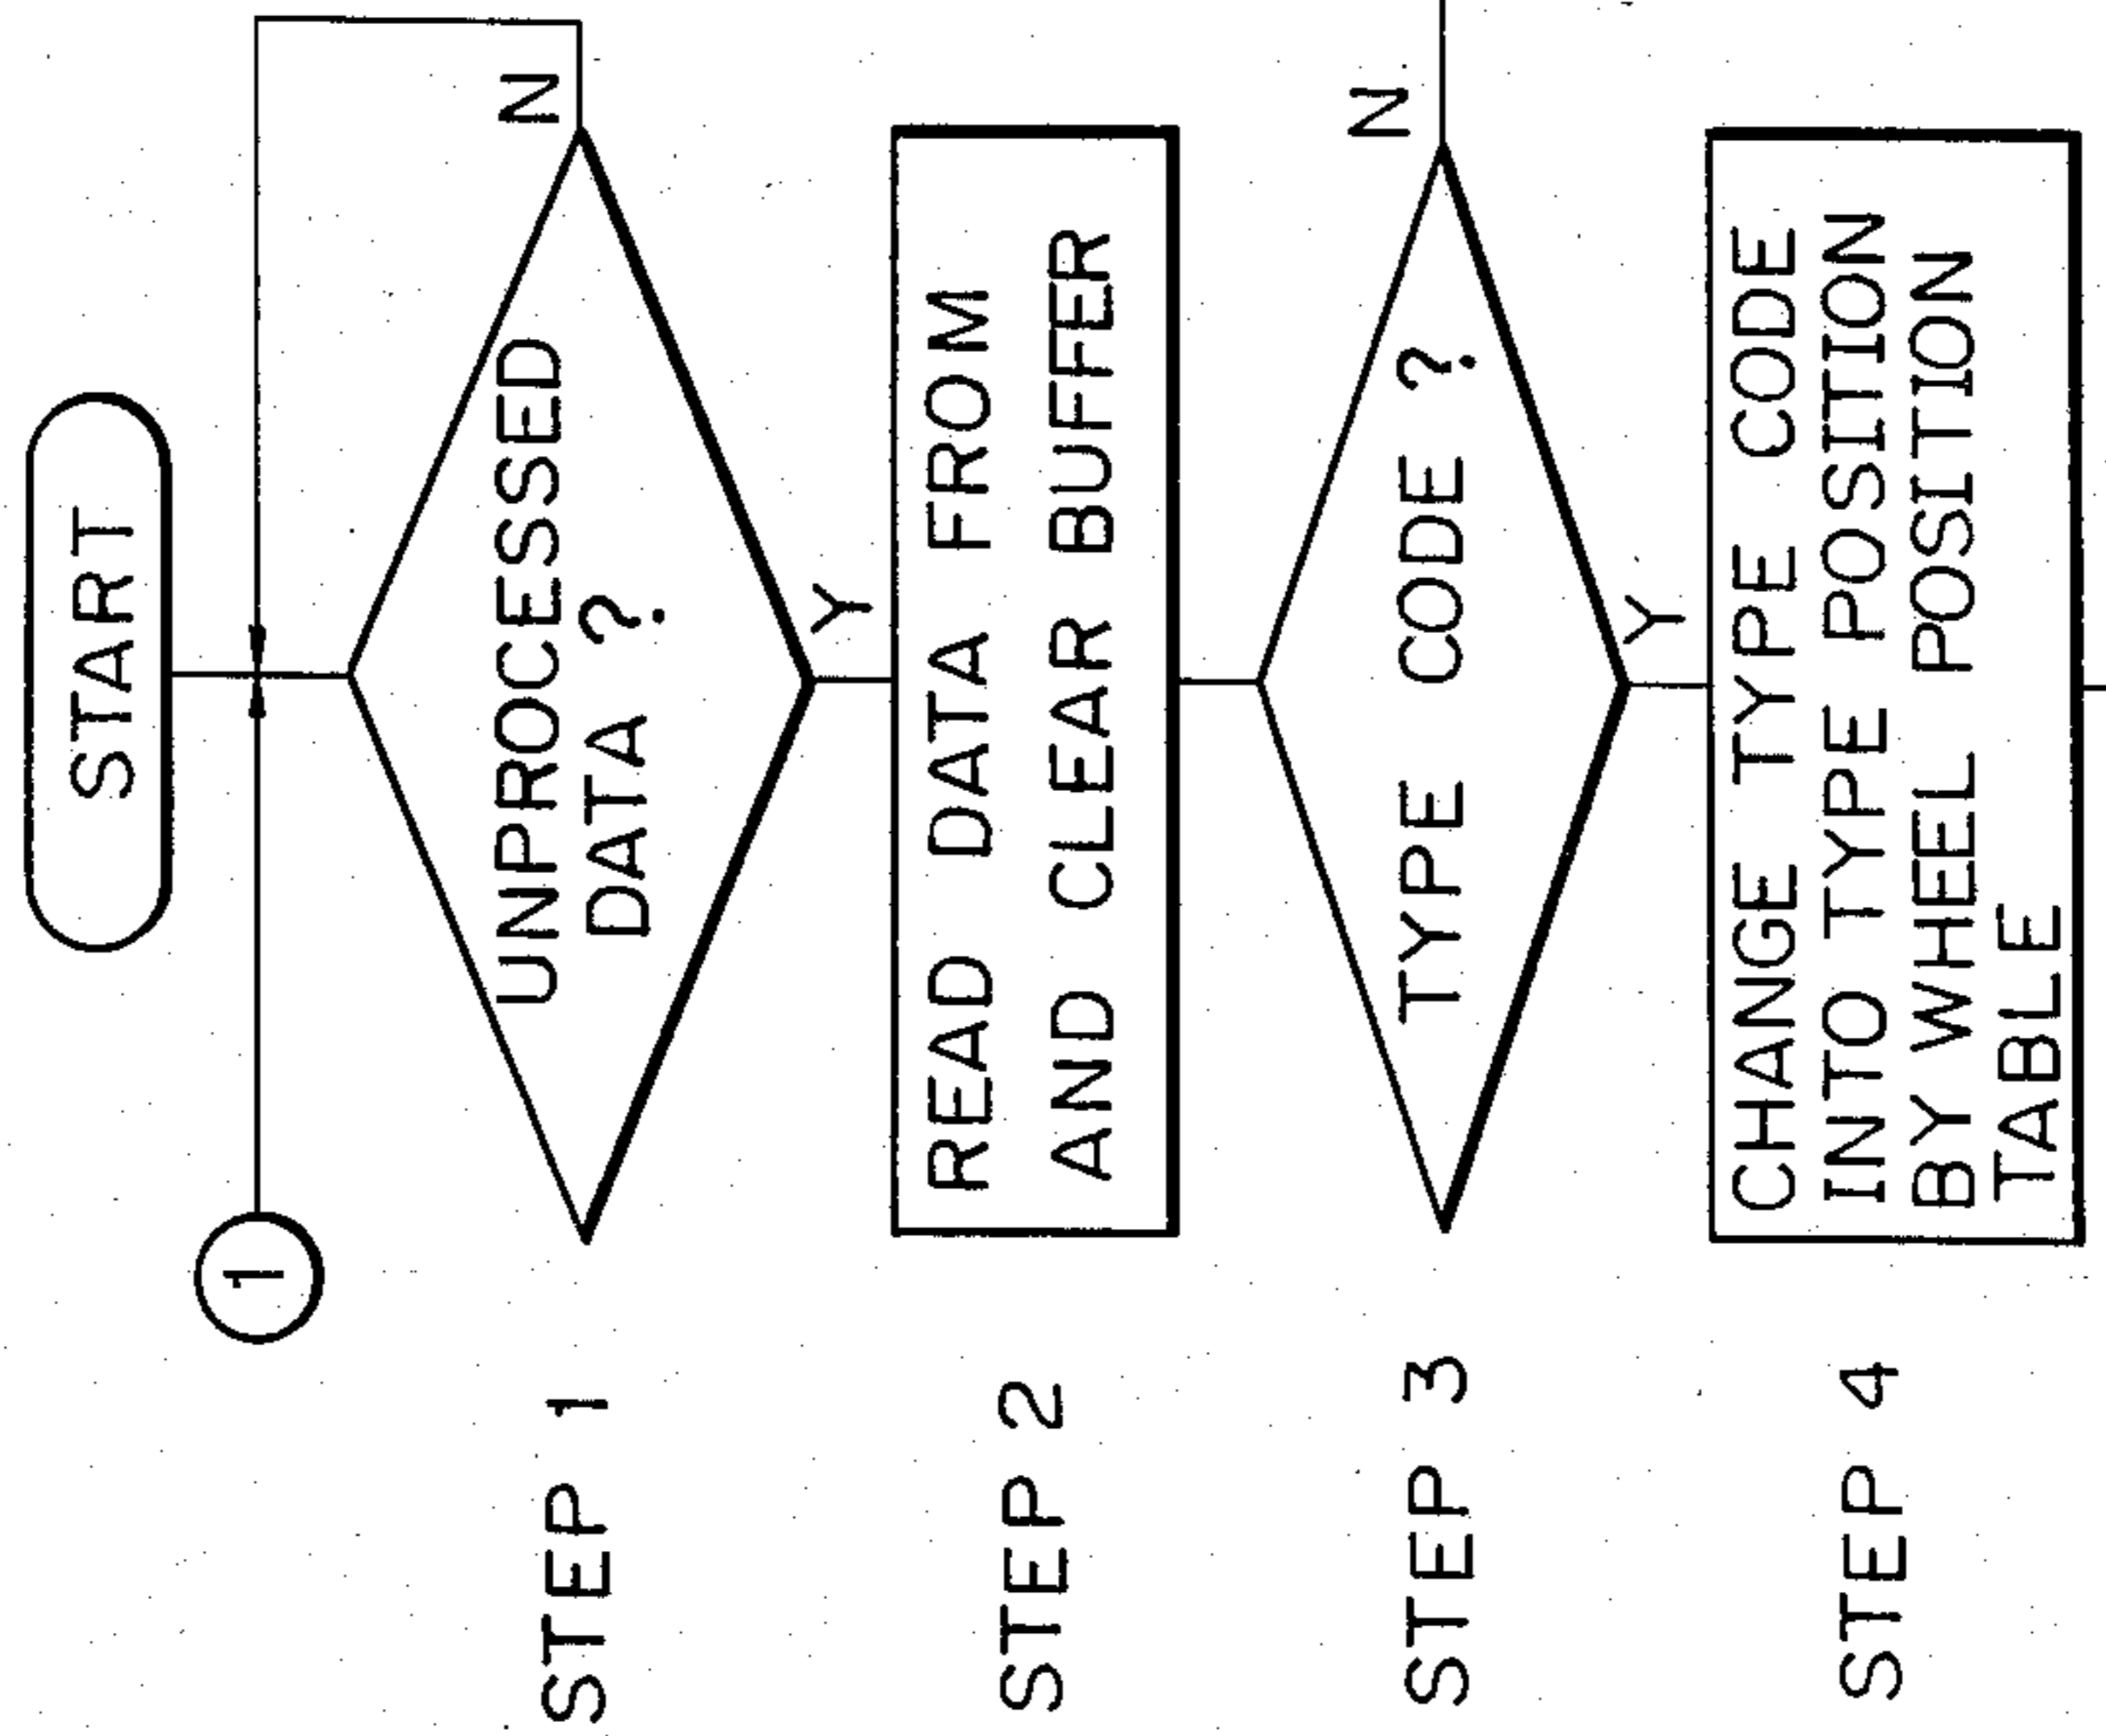 START
1
STEP 1
UNPROCESSED
DATA ?
N
Y
STEP 2
READ DATA FROM
AND CLEAR BUFFER
STEP 3
TYPE CODE ?
N
Y
STEP 4
CHANGE TYPE CODE
INTO TYPE POSITION
BY WHEEL POSITION
TABLE